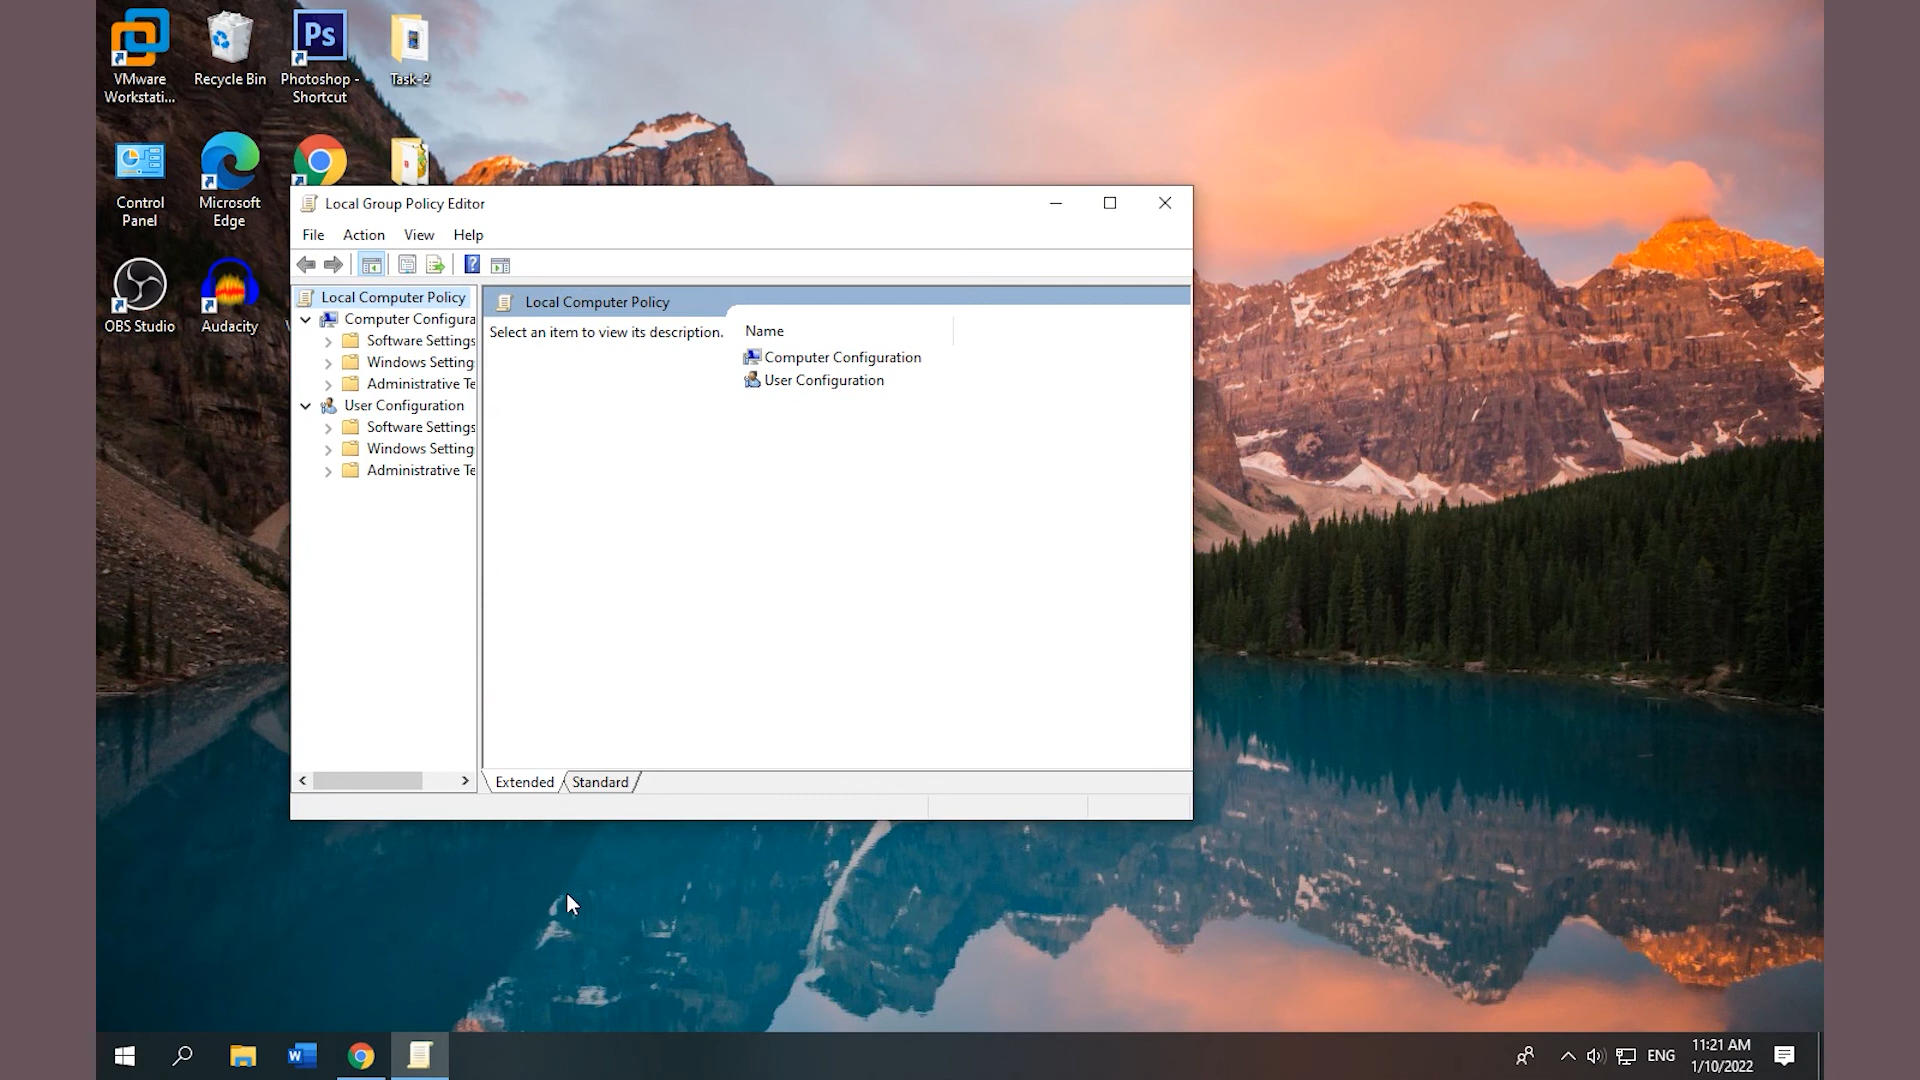 VMware
Workstati...
Recycle Bin
Ps
Photoshop -
Shortcut
Task-2
Control
Panel
Microsoft
Edge
OBS Studio
Audacity
Local Group Policy Editor
File Action View Help
Local Computer Policy
Computer Configura
Software Settings
Windows Setting
Administrative Te
User Configuration
Software Settings
Windows Setting
Administrative Te
Local Computer Policy
Select an item to view its description.
Name
Computer Configuration
User Configuration
Extended
Standard
W
ENG
11:21 AM
1/10/2022